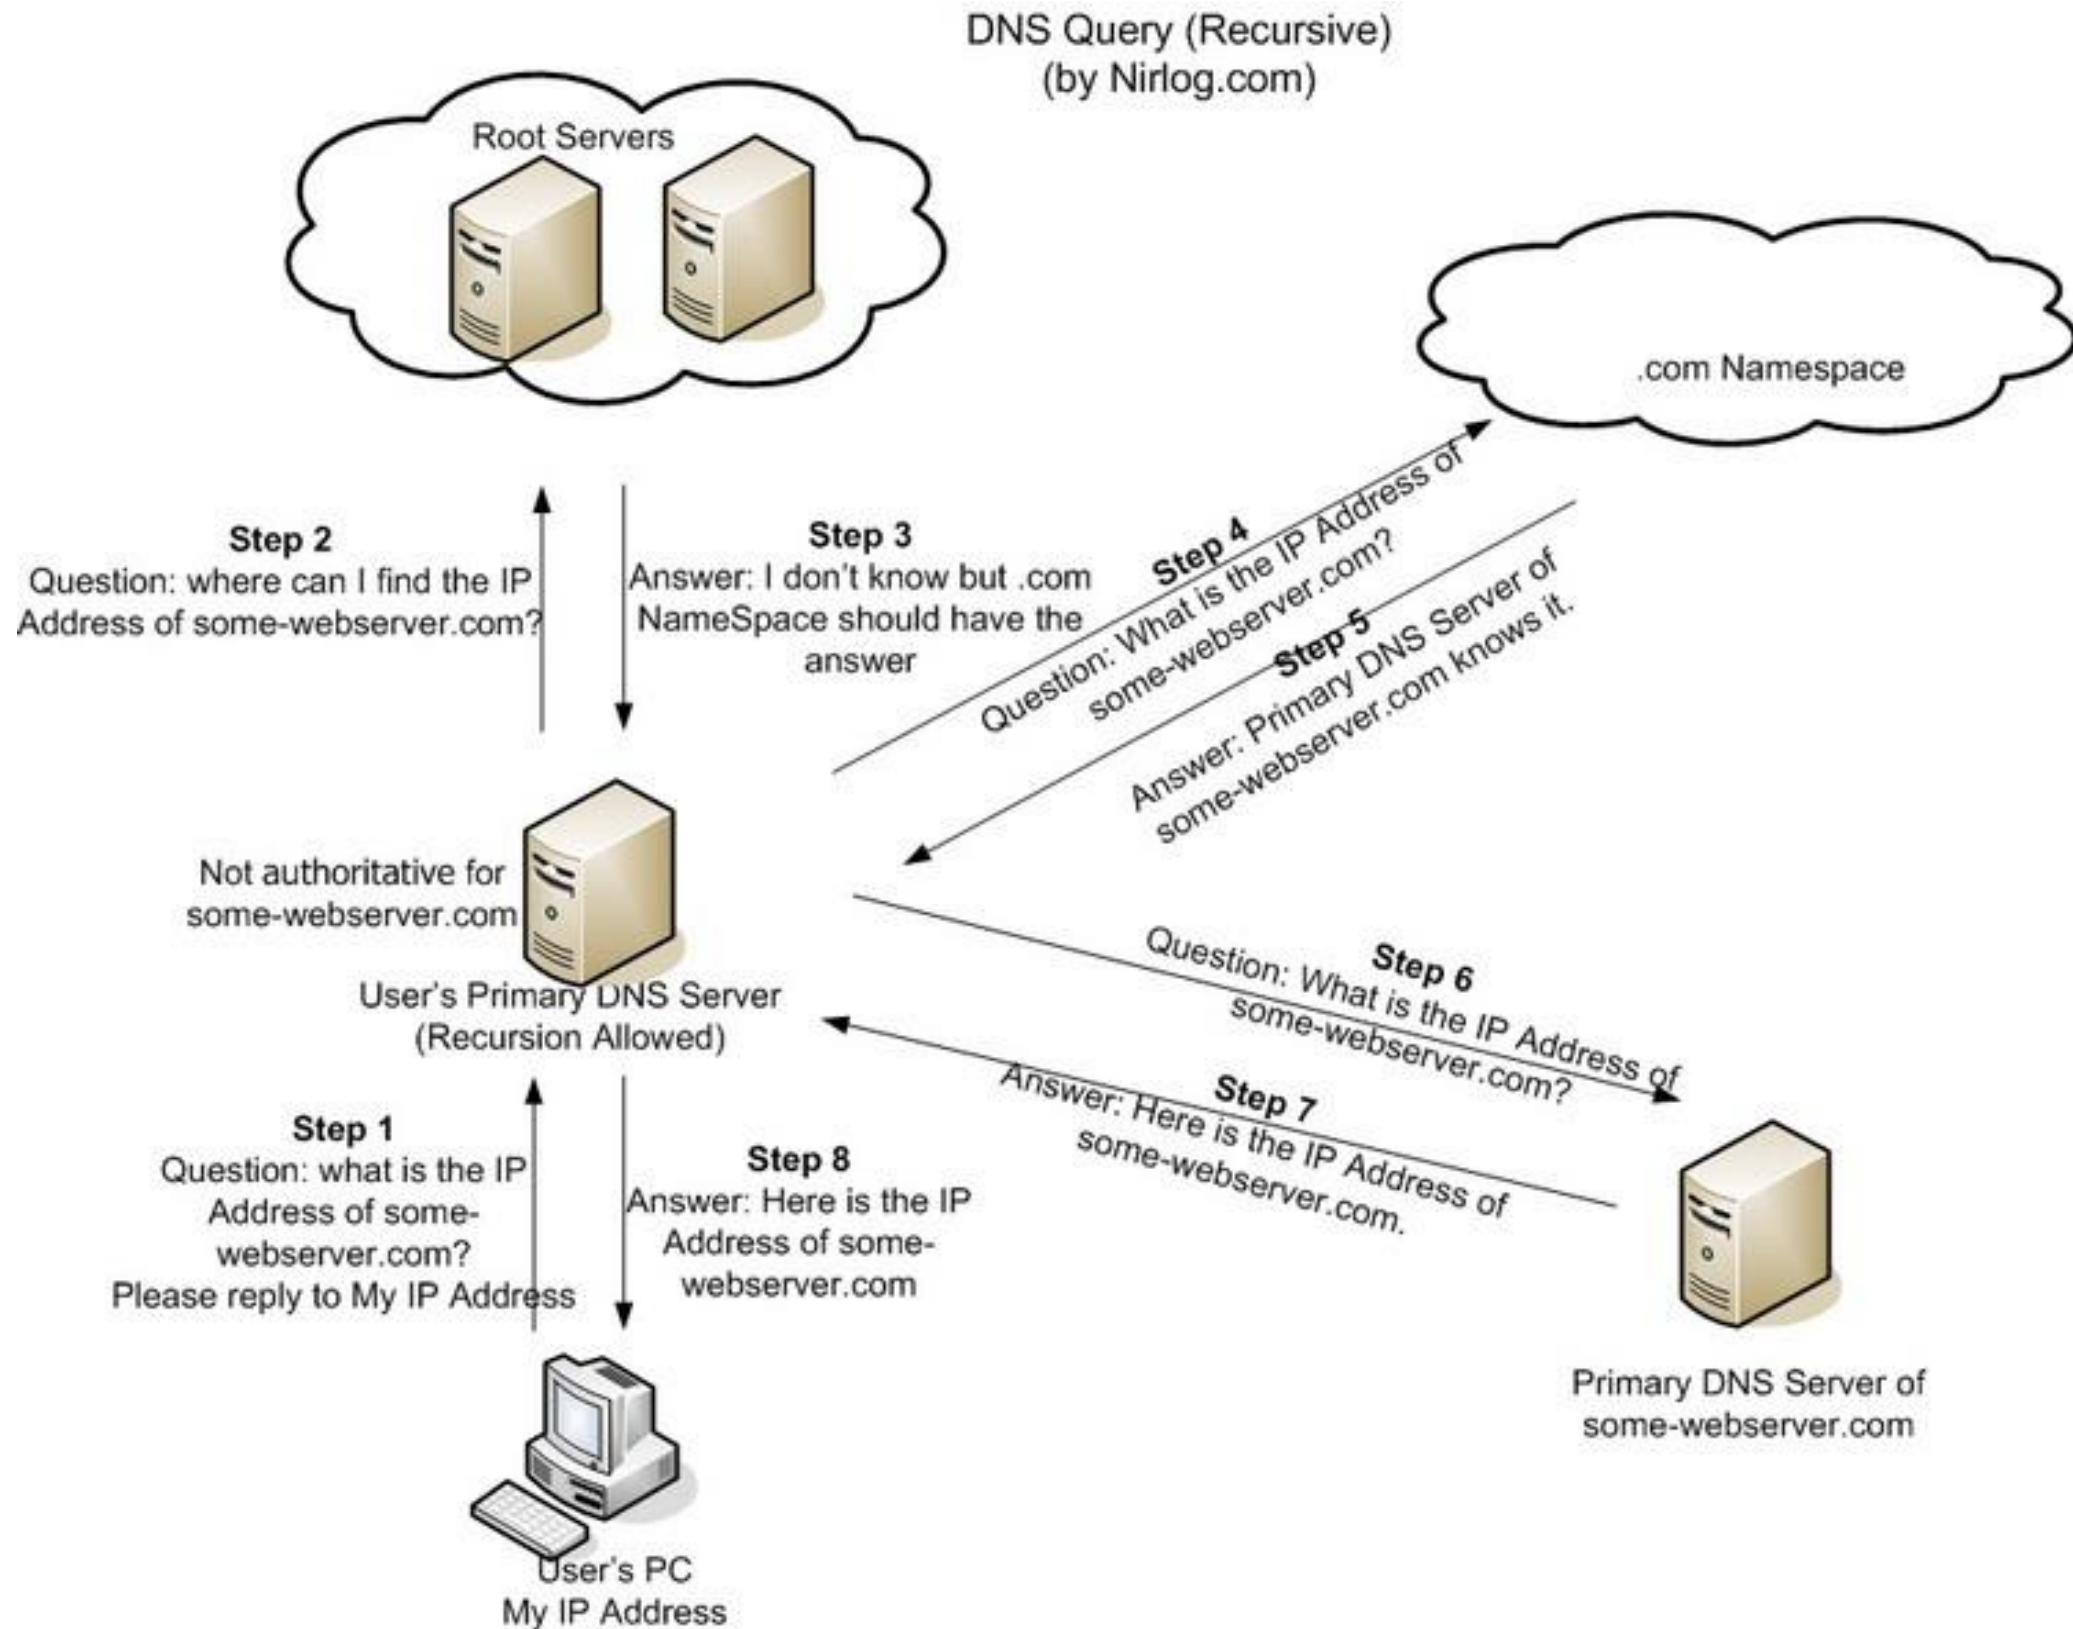 DNS Query (Recursive)
(by Nirlog.com)
Root Servers
.com Namespace
Step 2
Question: where can I find the IP
Address of some-webserver.com?
Step 3
Answer: I don't know but .com
NameSpace should have the
answer
Step 4
Question: What is the IP Address of
some-webserver.com?
Step 5
Answer: Primary DNS Server of
some-webserver.com knows it.
Not authoritative for
some-webserver.com
User's Primary DNS Server
(Recursion Allowed)
Step 6
Question: What is the IP Address of
some-webserver.com?
Step 7
Answer: Here is the IP Address of
some-webserver.com.
Step 1
Question: what is the IP
Address of some-
webserver.com?
Please reply to My IP Address
Step 8
Answer: Here is the IP
Address of some-
webserver.com
Primary DNS Server of
some-webserver.com
User's PC
My IP Address